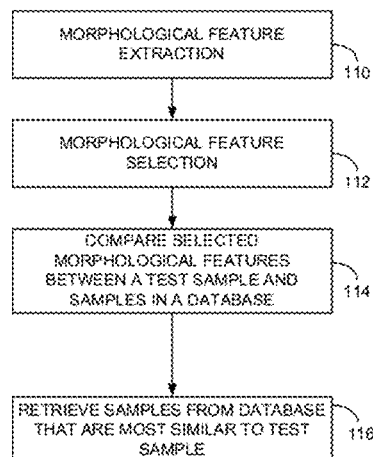 MORPHOLOGICAL FEATURE
EXTRACTION
110
MORPHOLOGICAL FEATURE
SELECTION
112
COMPARE SELECTED
MORPHOLOGICAL FEATURES
BETWEEN A TEST SAMPLE AND
SAMPLES IN A DATABASE
114
RETRIEVE SAMPLES FROM DATABASE
THAT ARE MOST SIMILAR TO TEST
SAMPLE
116